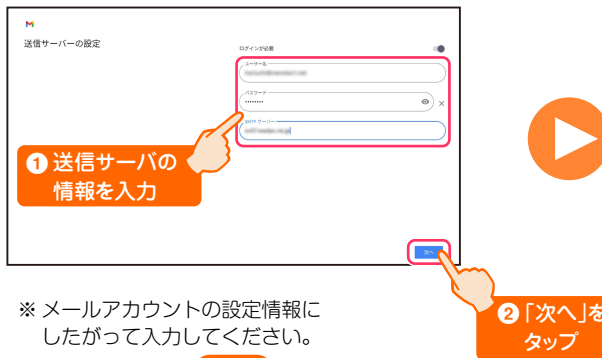 送信サーバーの設定
ログインが必要
ユーザー名
パスワード
••••••••
SMTP サーバー
❶ 送信サーバの
情報を入力
次へ
❷「次へ」を
タップ
※ メールアカウントの設定情報に
したがって入力してください。